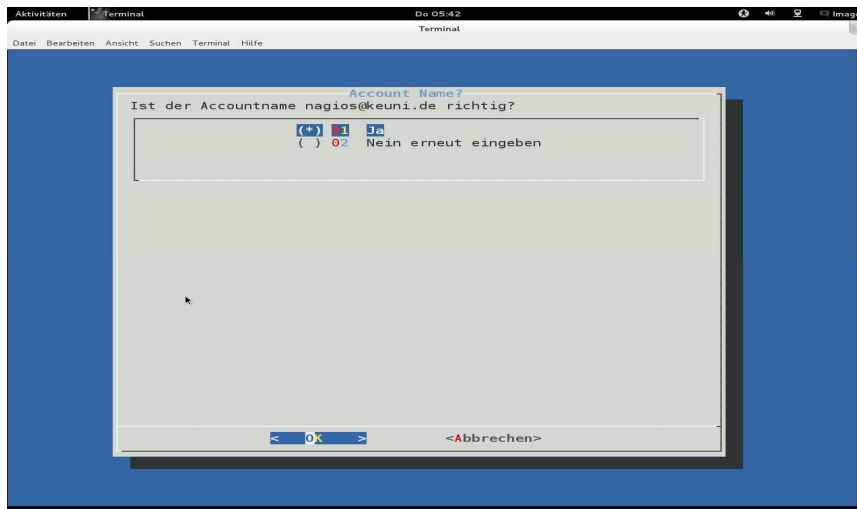 Aktivitäten Terminal Do 05:42
Terminal
Datei Bearbeiten Ansicht Suchen Terminal Hilfe
Account Name?
Ist der Accountname nagios@keuni.de richtig?
(*) 01 Ja
( ) 02 Nein erneut eingeben
< OK > <Abbrechen>